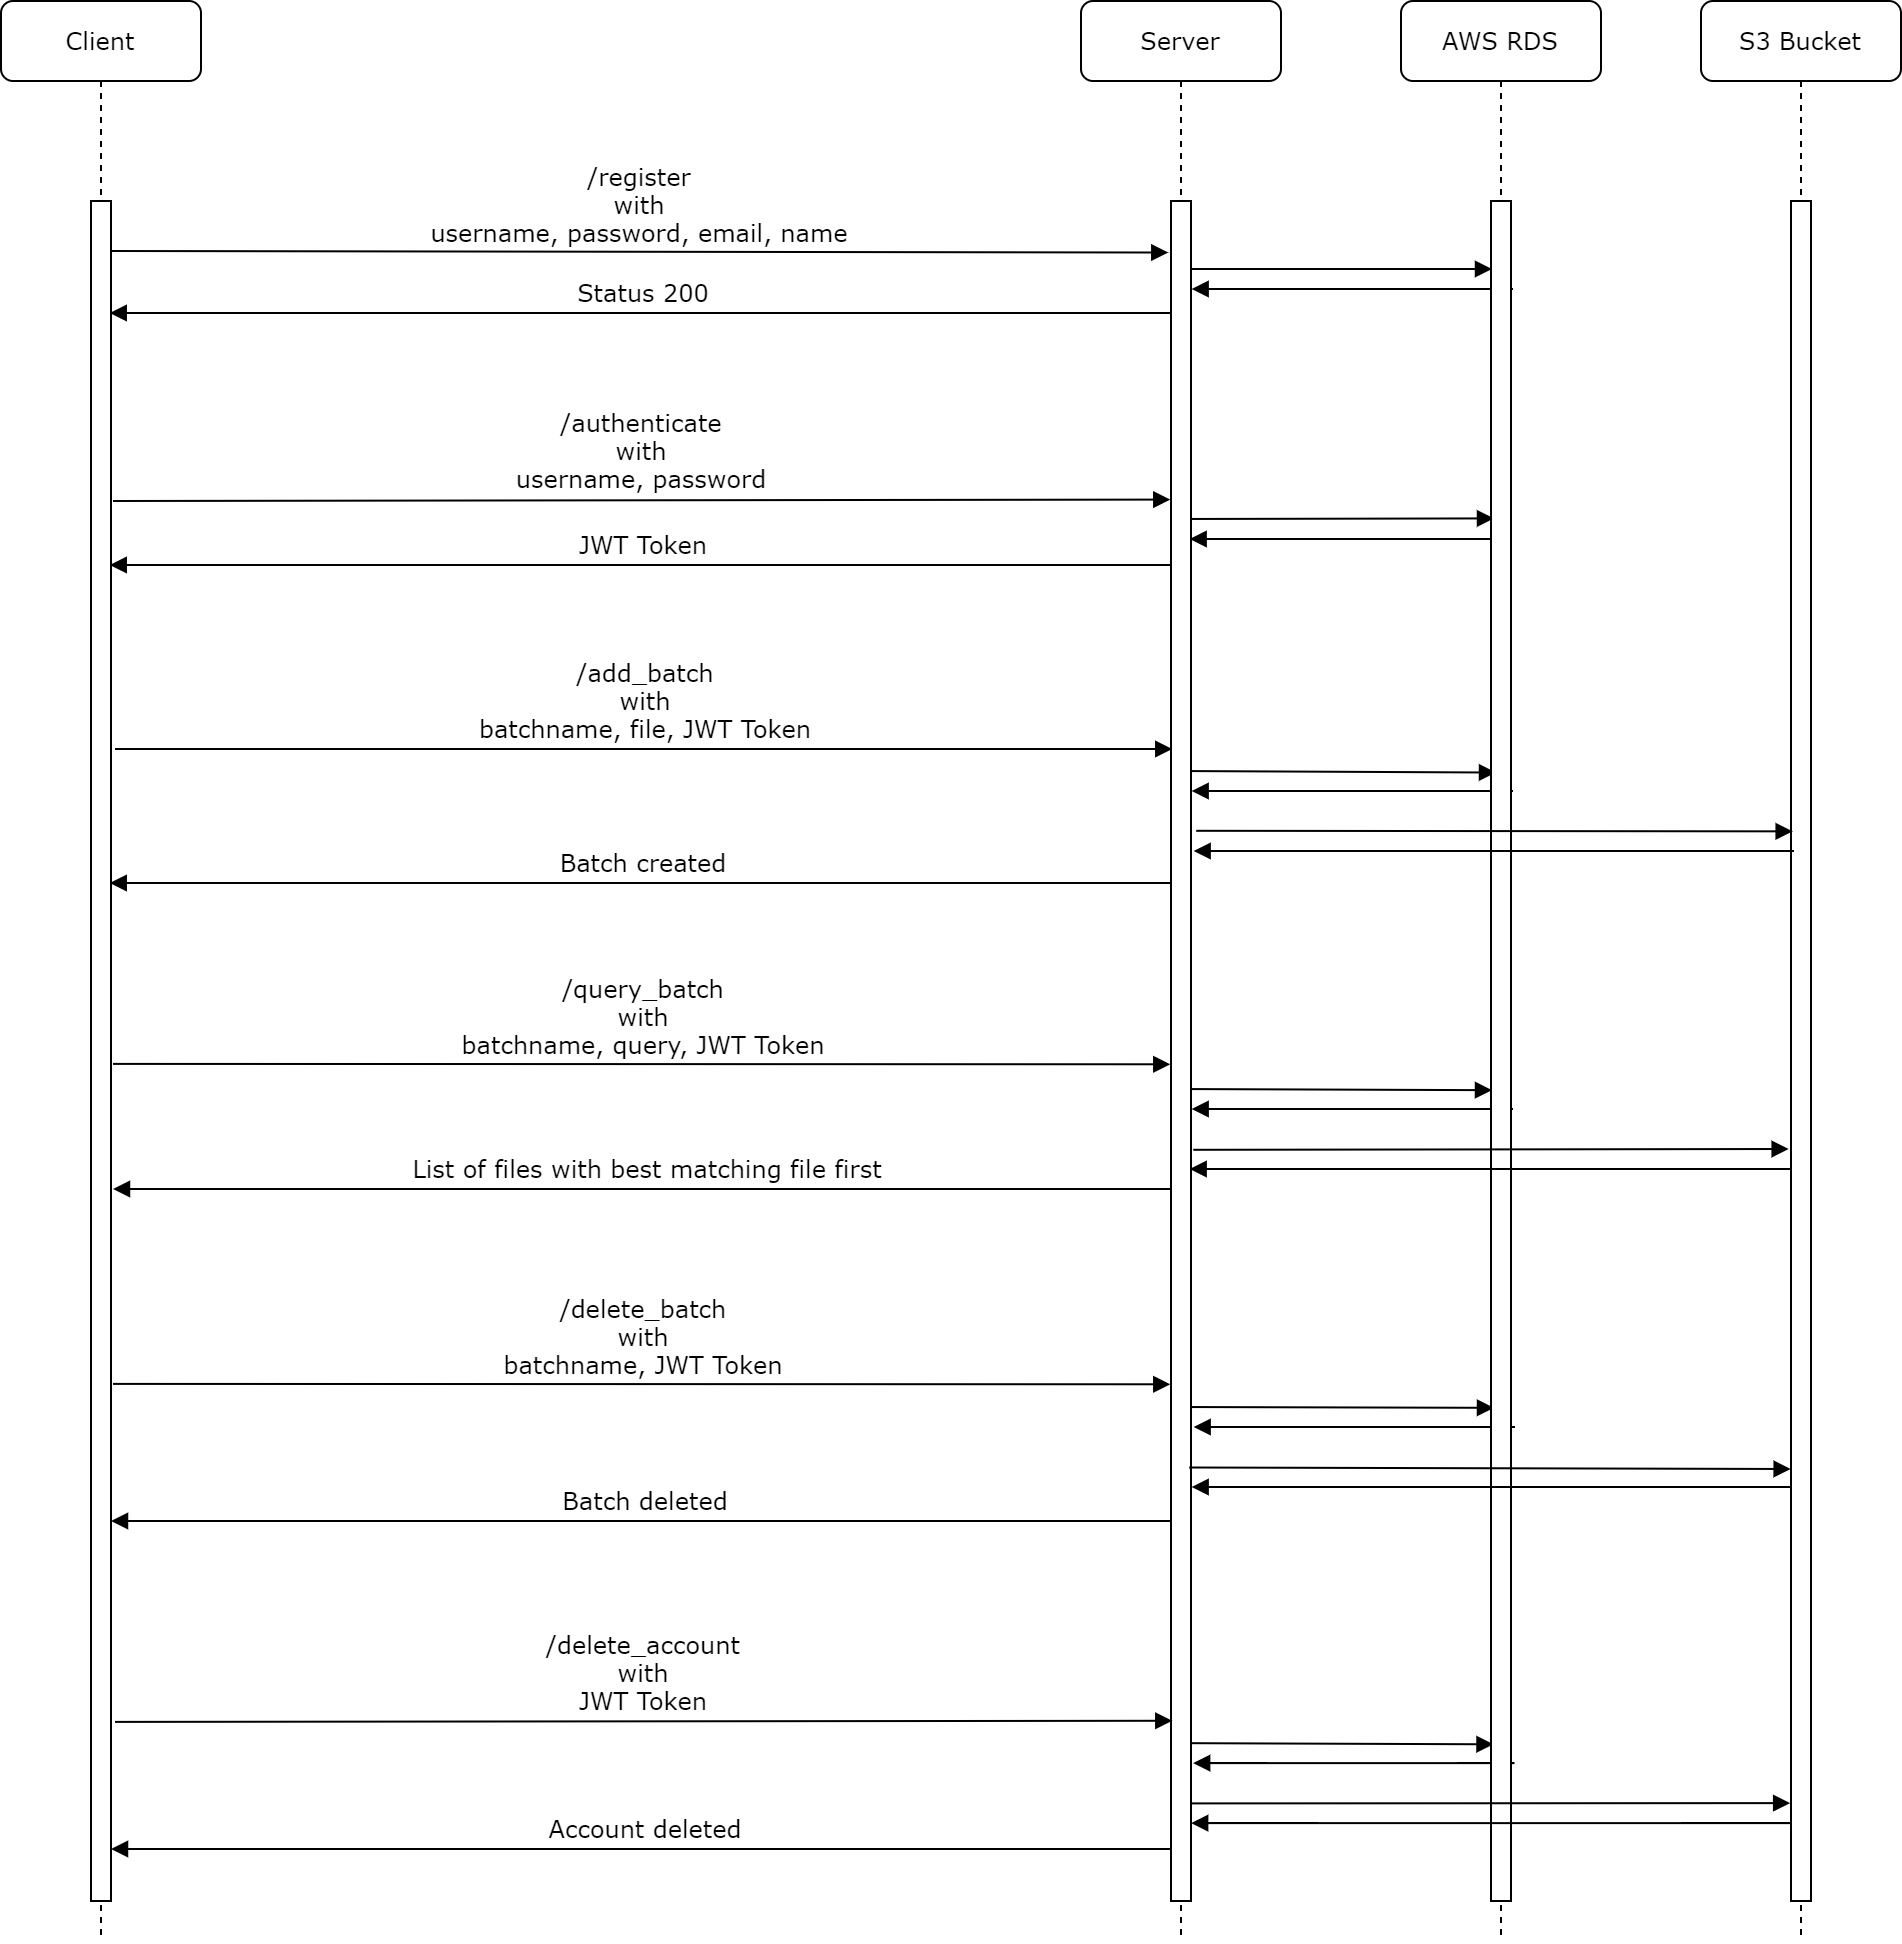 Client
Server
AWS RDS
S3 Bucket
/register
with
username, password, email, name
Status 200
/authenticate
with
username, password
JWT Token
/add_batch
with
batchname, file, JWT Token
Batch created
/query_batch
with
batchname, query, JWT Token
List of files with best matching file first
/delete_batch
with
batchname, JWT Token
Batch deleted
/delete_account
with
JWT Token
Account deleted